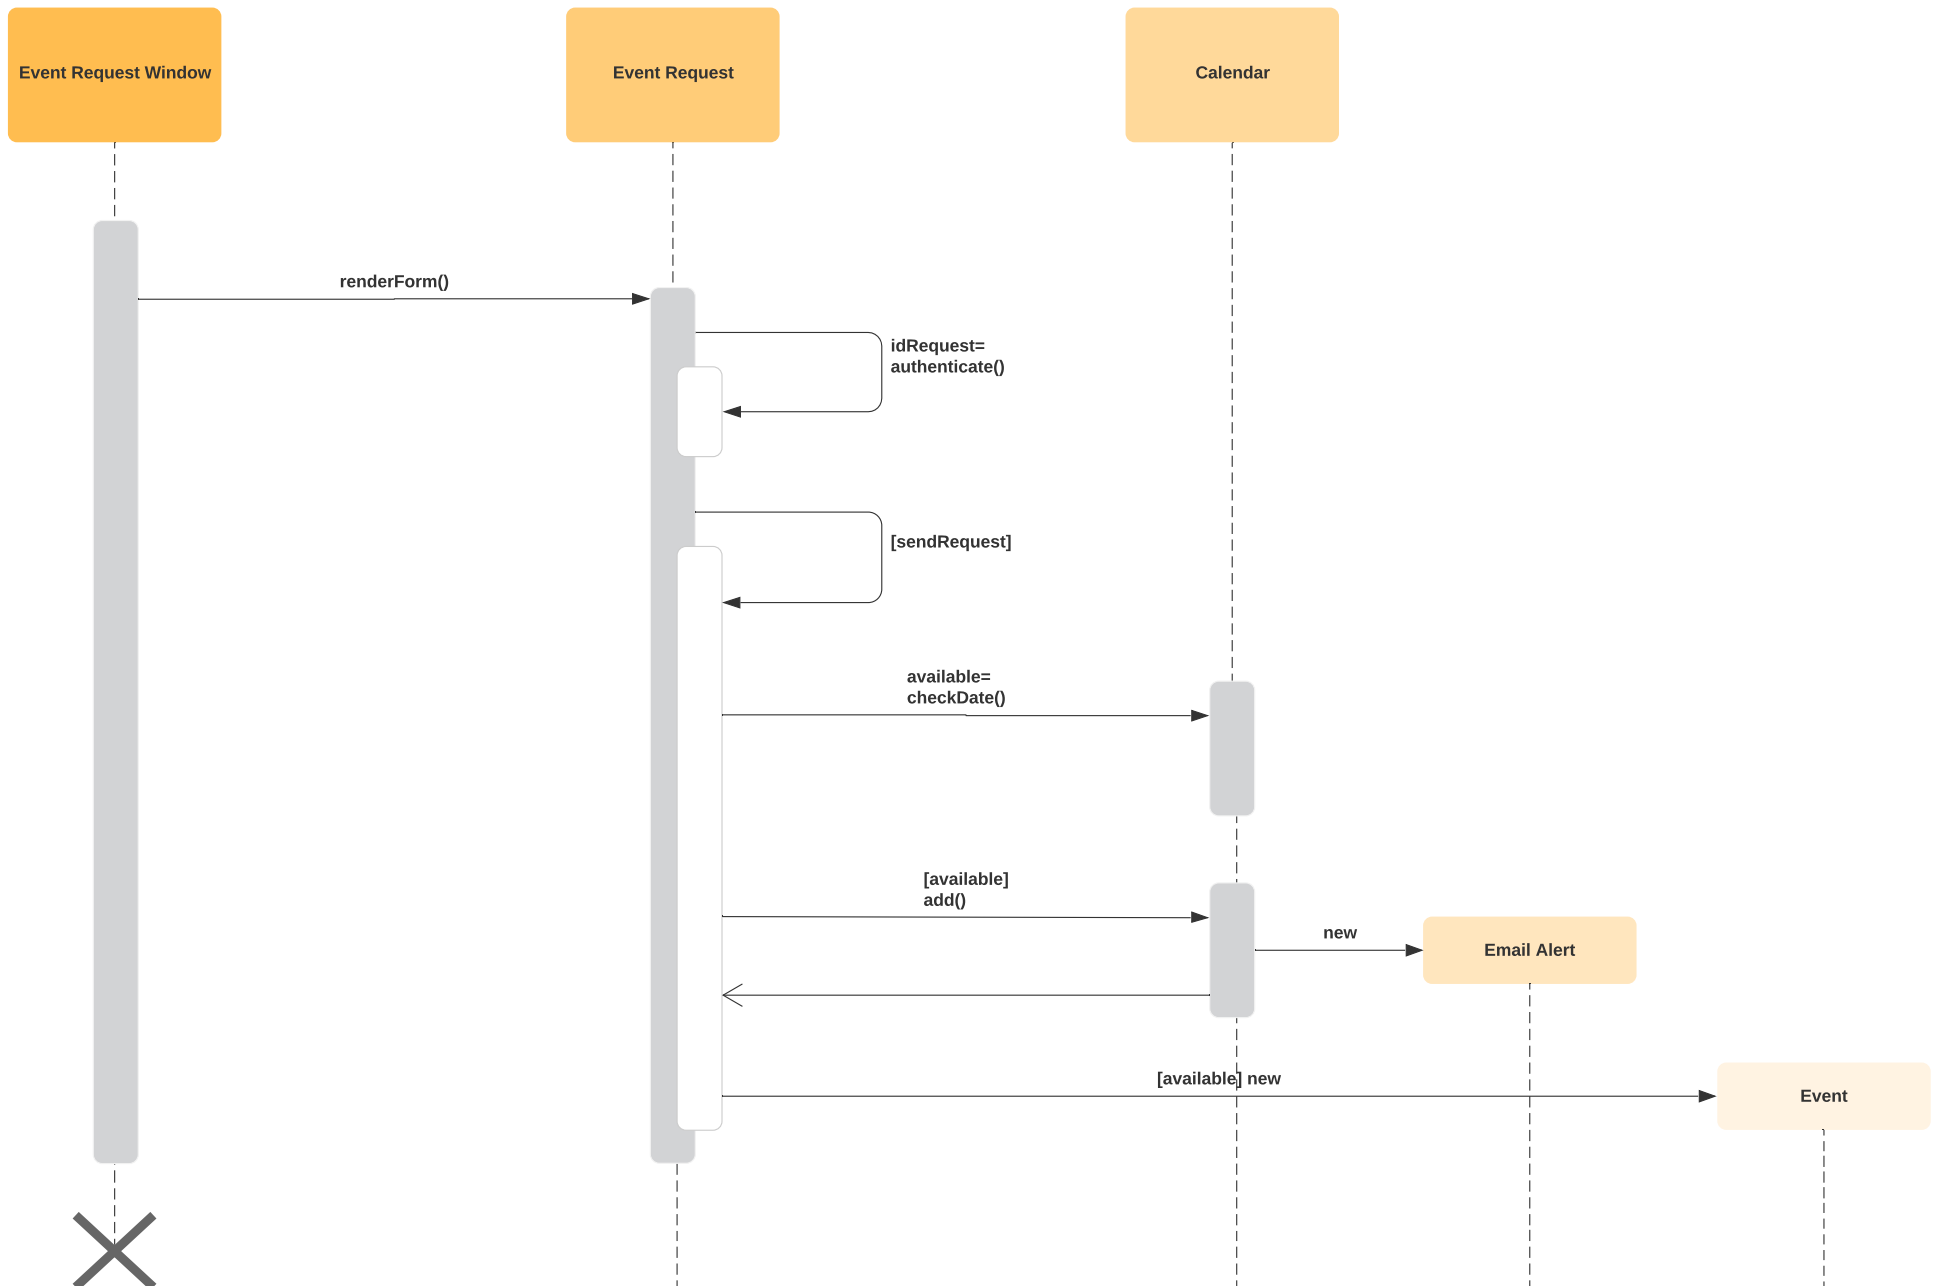 Event Request Window
Event Request
Calendar
renderForm()
idRequest=
authenticate()
[sendRequest]
available=
checkDate()
[available]
add()
new
Email Alert
[available] new
Event